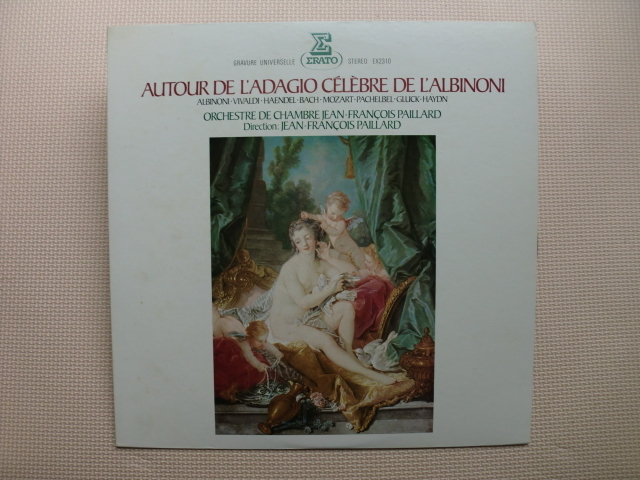 GRAVURE UNIVERSELLE ERATO STEREO EX2310
AUTOUR DE L'ADAGIO CÉLÈBRE DE L'ALBINONI
ALBINONI·VIVALDI·HAENDEL·BACH·MOZART·PACHELBEL·GLUCK·HAYDN
ORCHESTRE DE CHAMBRE JEAN-FRANÇOIS PAILLARD
Direction: JEAN-FRANÇOIS PAILLARD